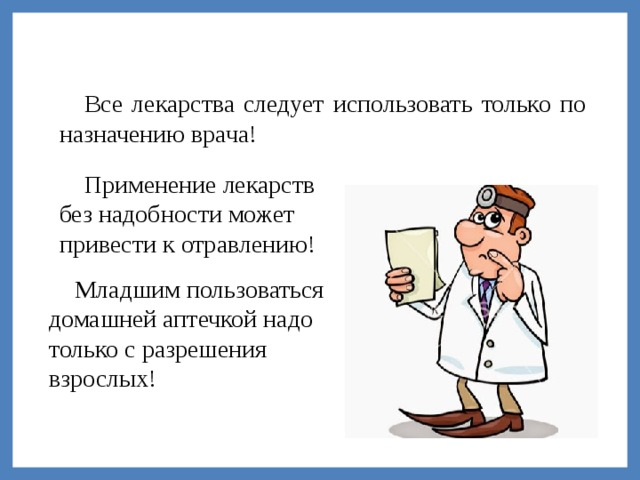 Все лекарства следует использовать только по
назначению врача!
Применение лекарств
без надобности может
привести к отравлению!
Младшим пользоваться
домашней аптечкой надо
только с разрешения
взрослых!